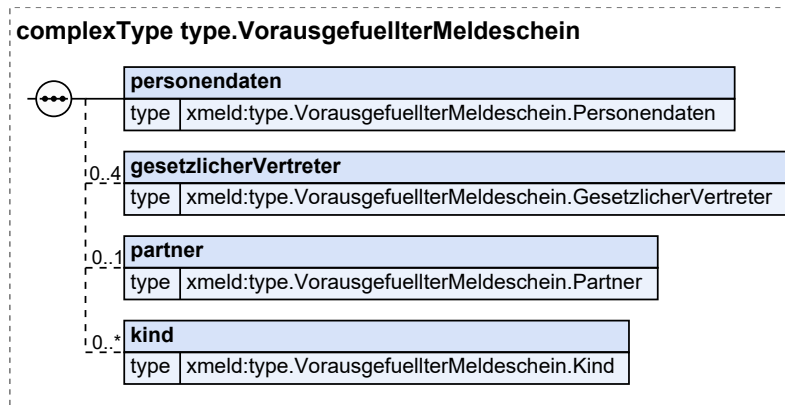 complexType type.VorausgefuellterMeldeschein
personendaten
type xmeld:type.VorausgefuellterMeldeschein.Personendaten
0..4 gesetzlicherVertreter
type xmeld:type.VorausgefuellterMeldeschein.GesetzlicherVertreter
0..1 partner
type xmeld:type.VorausgefuellterMeldeschein.Partner
0..* kind
type xmeld:type.VorausgefuellterMeldeschein.Kind